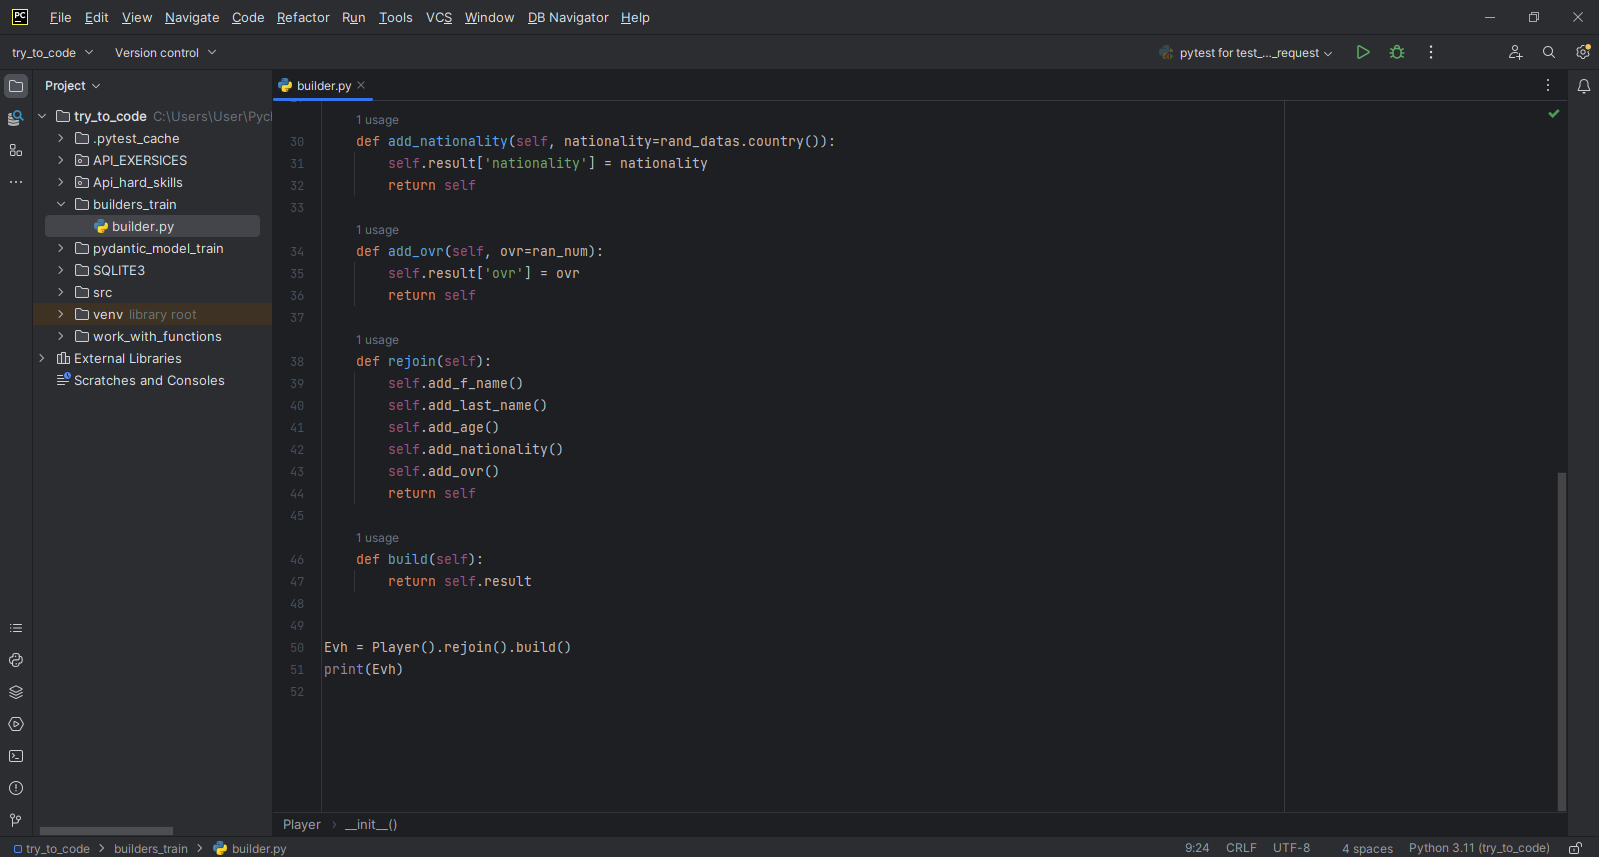 PC File Edit View Navigate Code Refactor Run Tools VCS Window DB Navigator Help
try_to_code Version control pytest for test_..._request
Project
try_to_code C:\Users\User\Pycl
.pytest_cache
API_EXERSICES
Api_hard_skills
builders_train
builder.py
pydantic_model_train
SQLITE3
src
venv library root
work_with_functions
External Libraries
Scratches and Consoles
builder.py
1 usage
30 def add_nationality(self, nationality=rand_datas.country()):
31 self.result['nationality'] = nationality
32 return self
33
1 usage
34 def add_ovr(self, ovr=ran_num):
35 self.result['ovr'] = ovr
36 return self
37
1 usage
38 def rejoin(self):
39 self.add_f_name()
40 self.add_last_name()
41 self.add_age()
42 self.add_nationality()
43 self.add_ovr()
44 return self
45
1 usage
46 def build(self):
47 return self.result
48
49
50 Evh = Player().rejoin().build()
51 print(Evh)
52
Player __init__()
try_to_code builders_train builder.py 9:24 CRLF UTF-8 4 spaces Python 3.11 (try_to_code)